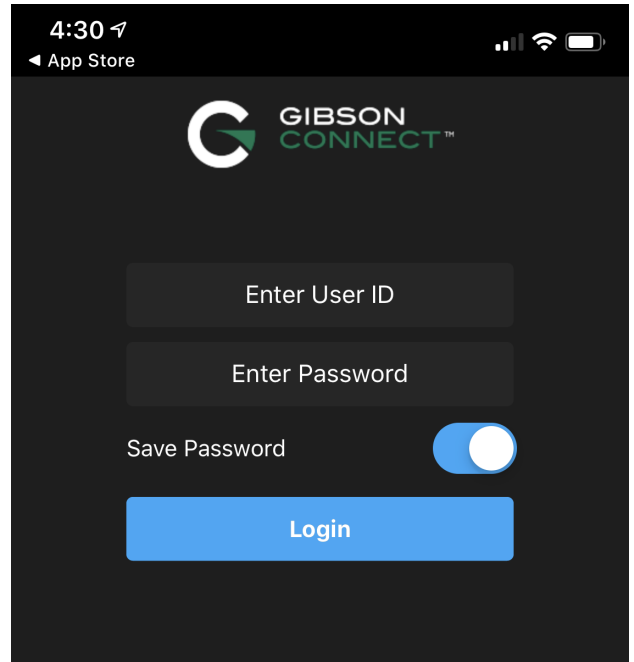 4:30
◀ App Store
GIBSON
CONNECT™
Enter User ID
Enter Password
Save Password
Login